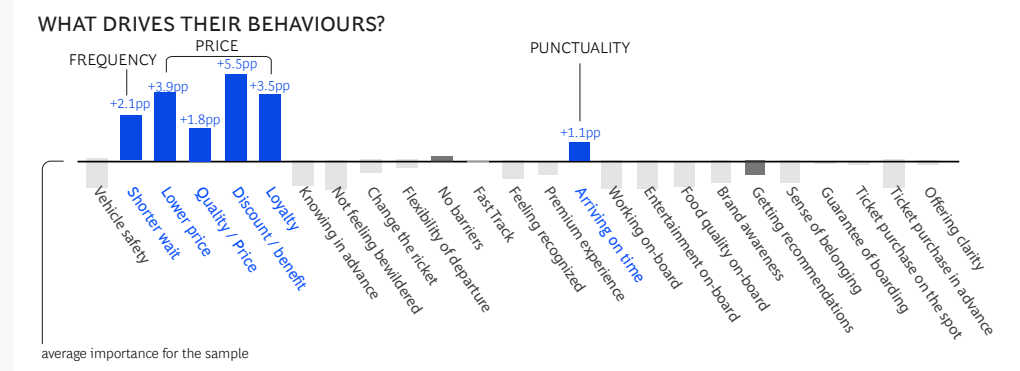 WHAT DRIVES THEIR BEHAVIOURS?
PRICE
FREQUENCY
PUNCTUALITY
+2.1pp
+3.9pp
+1.8pp
+5.5pp
+3.5pp
+1.1pp
Vehicle safety
Shorter wait
Lower price
Quality / Price
Discount / benefit
Loyalty
Knowing in advance
Not feeling bewildered
Change the ricket
Flexibility of departure
No barriers
Fast Track
Feeling recognized
Premium experience
Arriving on time
Working on-board
Entertainment on-board
Food quality on-board
Brand awareness
Getting recommendations
Sense of belonging
Guarantee of boarding
Ticket purchase on the spot
Ticket purchase in advance
Offering clarity
average importance for the sample